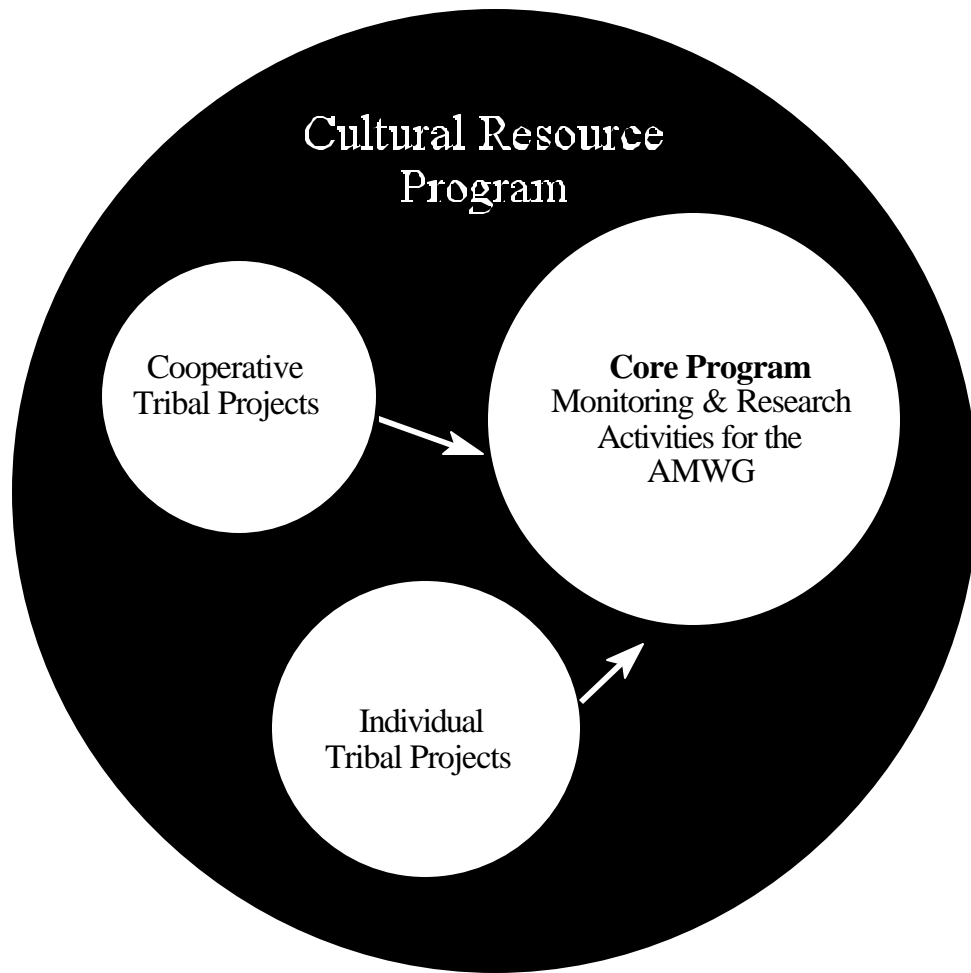 Cultural Resource
Program
Cooperative
Tribal Projects
Core Program
Monitoring & Research
Activities for the
AMWG
Individual
Tribal Projects